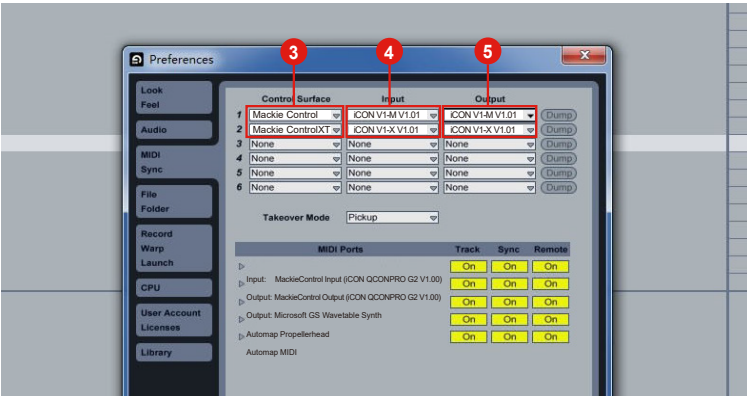 3 4 5
Preferences
Look
Feel
Audio
MIDI
Sync
File
Folder
Record
Warp
Launch
CPU
User Account
Licenses
Library
Control Surface Input Output
1 Mackie Control iCON V1-M V1.01 iCON V1-M V1.01 Dump
2 Mackie ControlXT iCON V1-X V1.01 iCON V1-X V1.01 Dump
3 None None None Dump
4 None None None Dump
5 None None None Dump
6 None None None Dump
Takeover Mode Pickup
MIDI Ports Track Sync Remote
On On On
Input: MackieControl Input (iCON QCONPRO G2 V1.00) On On On
Output: MackieControl Output (iCON QCONPRO G2 V1.00) On On On
Output: Microsoft GS Wavetable Synth On On On
Automap Propellerhead On On On
Automap MIDI